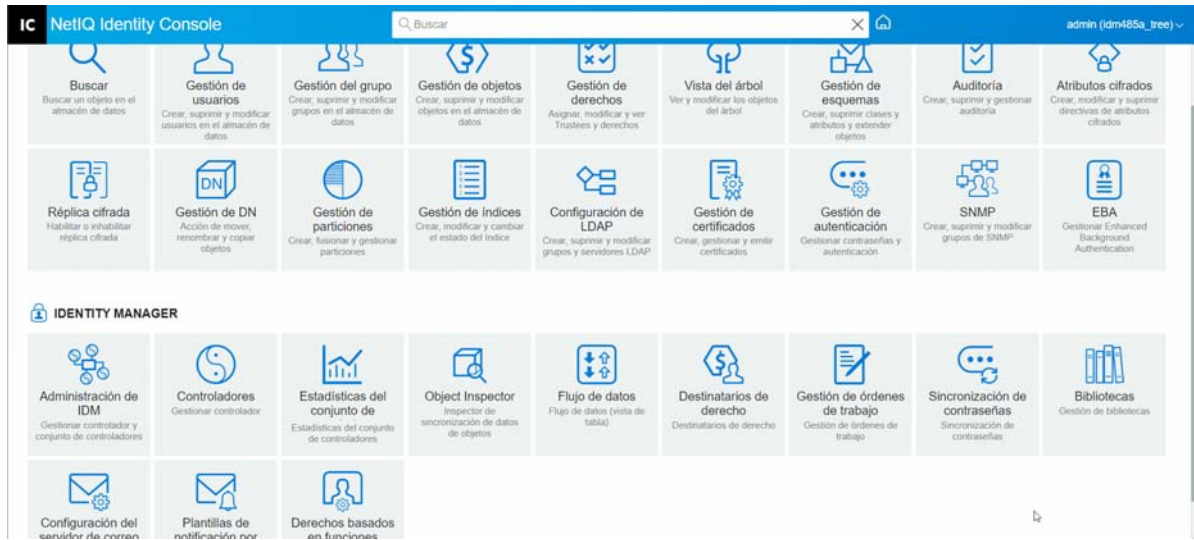 IC NetIQ Identity Console
Buscar
admin (idm485a_tree)
Buscar
Buscar un objeto en el
almacén de datos
Gestión de
usuarios
Crear, suprimir y modificar
usuarios en el almacén de
datos
Gestión del grupo
Crear, suprimir y modificar
grupos en el almacén de
datos
Gestión de objetos
Crear, suprimir y modificar
objetos en el almacén de
datos
Gestión de
derechos
Asignar, modificar y ver
Trustees y derechos
Vista del árbol
Ver y modificar los objetos
del árbol
Gestión de
esquemas
Crear, suprimir clases y
atributos y extender
objetos
Auditoría
Crear, suprimir y gestionar
auditoría
Atributos cifrados
Crear, modificar y suprimir
directivas de atributos
cifrados
Réplica cifrada
Habilitar o inhabilitar
réplica cifrada
DN
Gestión de DN
Acción de mover,
renombrar y copiar
objetos
Gestión de
particiones
Crear, fusionar y gestionar
particiones
Gestión de índices
Crear, modificar y cambiar
el estado del índice
Configuración de
LDAP
Crear, suprimir y modificar
grupos y servidores LDAP
Gestión de
certificados
Crear, gestionar y emitir
certificados
Gestión de
autenticación
Gestionar contraseñas y
autenticación
SNMP
Crear, suprimir y modificar
grupos de SNMP
EBA
Gestionar Enhanced
Background
Authentication
IDENTITY MANAGER
Administración de
IDM
Gestionar controlador y
conjunto de controladores
Controladores
Gestionar controlador
Estadísticas del
conjunto de
Estadísticas del conjunto
de controladores
Object Inspector
Inspector de
sincronización de datos
de objetos
Flujo de datos
Flujo de datos (vista de
tabla)
Destinatarios de
derecho
Destinatarios de derecho
Gestión de órdenes
de trabajo
Gestión de órdenes de
trabajo
Sincronización de
contraseñas
Sincronización de
contraseñas
Bibliotecas
Gestión de bibliotecas
Configuración del
servidor de correo
Plantillas de
notificación por
Derechos basados
en funciones